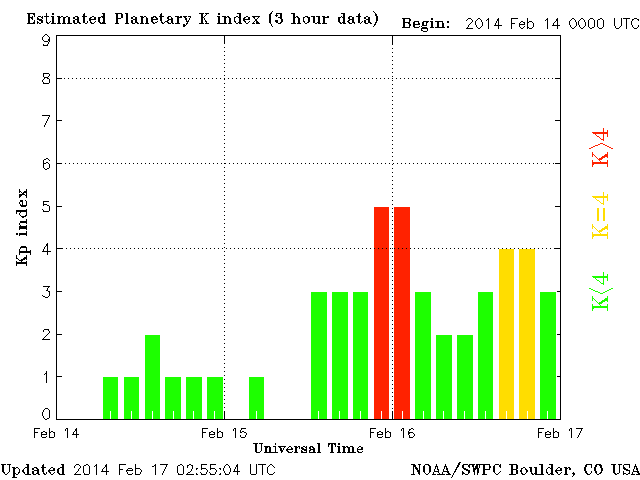 Estimated Planetary K index (3 hour data) Begin: 2014 Feb 14 0000 UTC
9
8
7
6
5
4
3
2
1
0
Kp index
K>4
K=4
K<4
Feb 14 Feb 15 Feb 16 Feb 17
Universal Time
Updated 2014 Feb 17 02:55:04 UTC NOAA/SWPC Boulder, CO USA